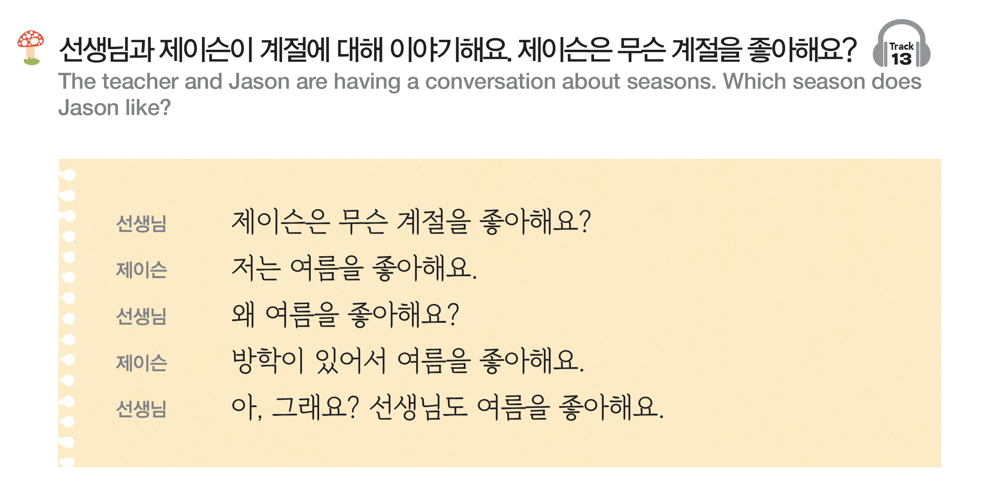 선생님과 제이슨이 계절에 대해 이야기해요. 제이슨은 무슨 계절을 좋아해요?
Track
13
The teacher and Jason are having a conversation about seasons. Which season does
Jason like?
선생님 제이슨은 무슨 계절을 좋아해요?
제이슨 저는 여름을 좋아해요.
선생님 왜 여름을 좋아해요?
제이슨 방학이 있어서 여름을 좋아해요.
선생님 아, 그래요? 선생님도 여름을 좋아해요.